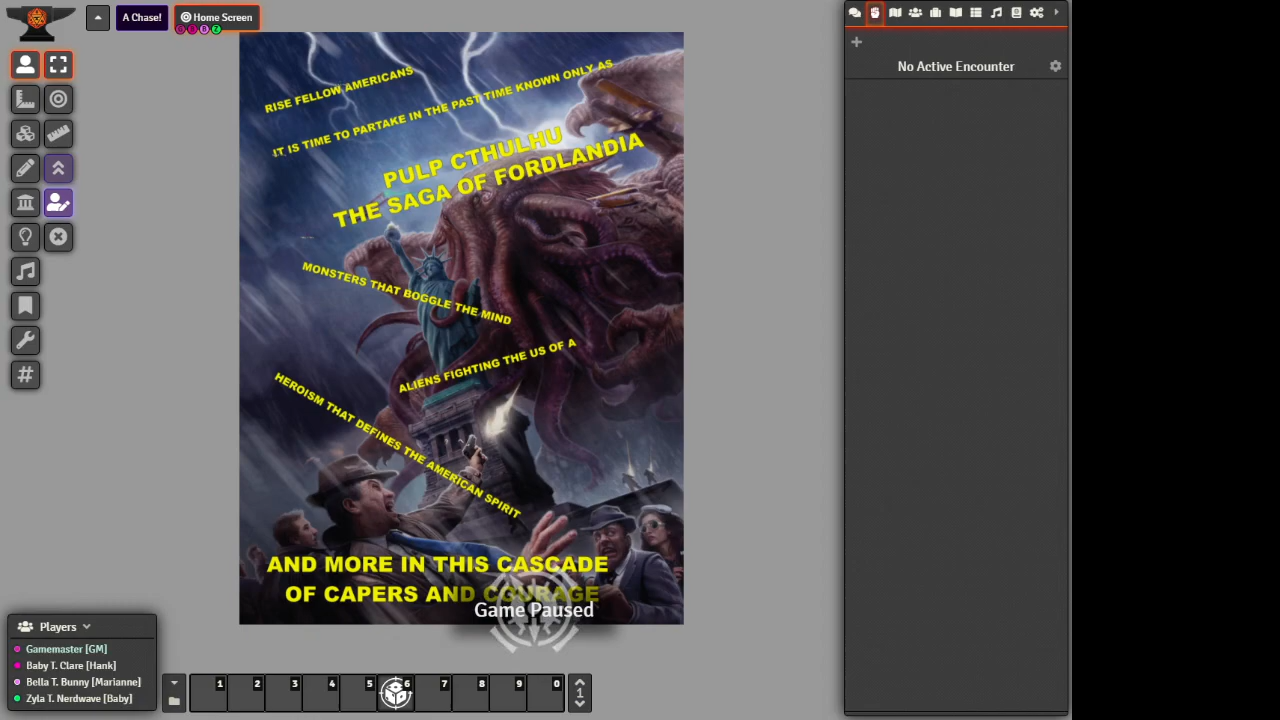 A Chase!
Home Screen
G
B
B
Z
No Active Encounter
RISE FELLOW AMERICANS
IT IS TIME TO PARTAKE IN THE PAST TIME KNOWN ONLY AS
PULP CTHULHU
THE SAGA OF FORDLANDIA
MONSTERS THAT BOGGLE THE MIND
ALIENS FIGHTING THE US OF A
HEROISM THAT DEFINES THE AMERICAN SPIRIT
AND MORE IN THIS CASCADE
OF CAPERS AND COURAGE
Game Paused
Players
Gamemaster [GM]
Baby T. Clare [Hank]
Bella T. Bunny [Marianne]
Zyla T. Nerdwave [Baby]
1 2 3 4 5 6 7 8 9 0
1